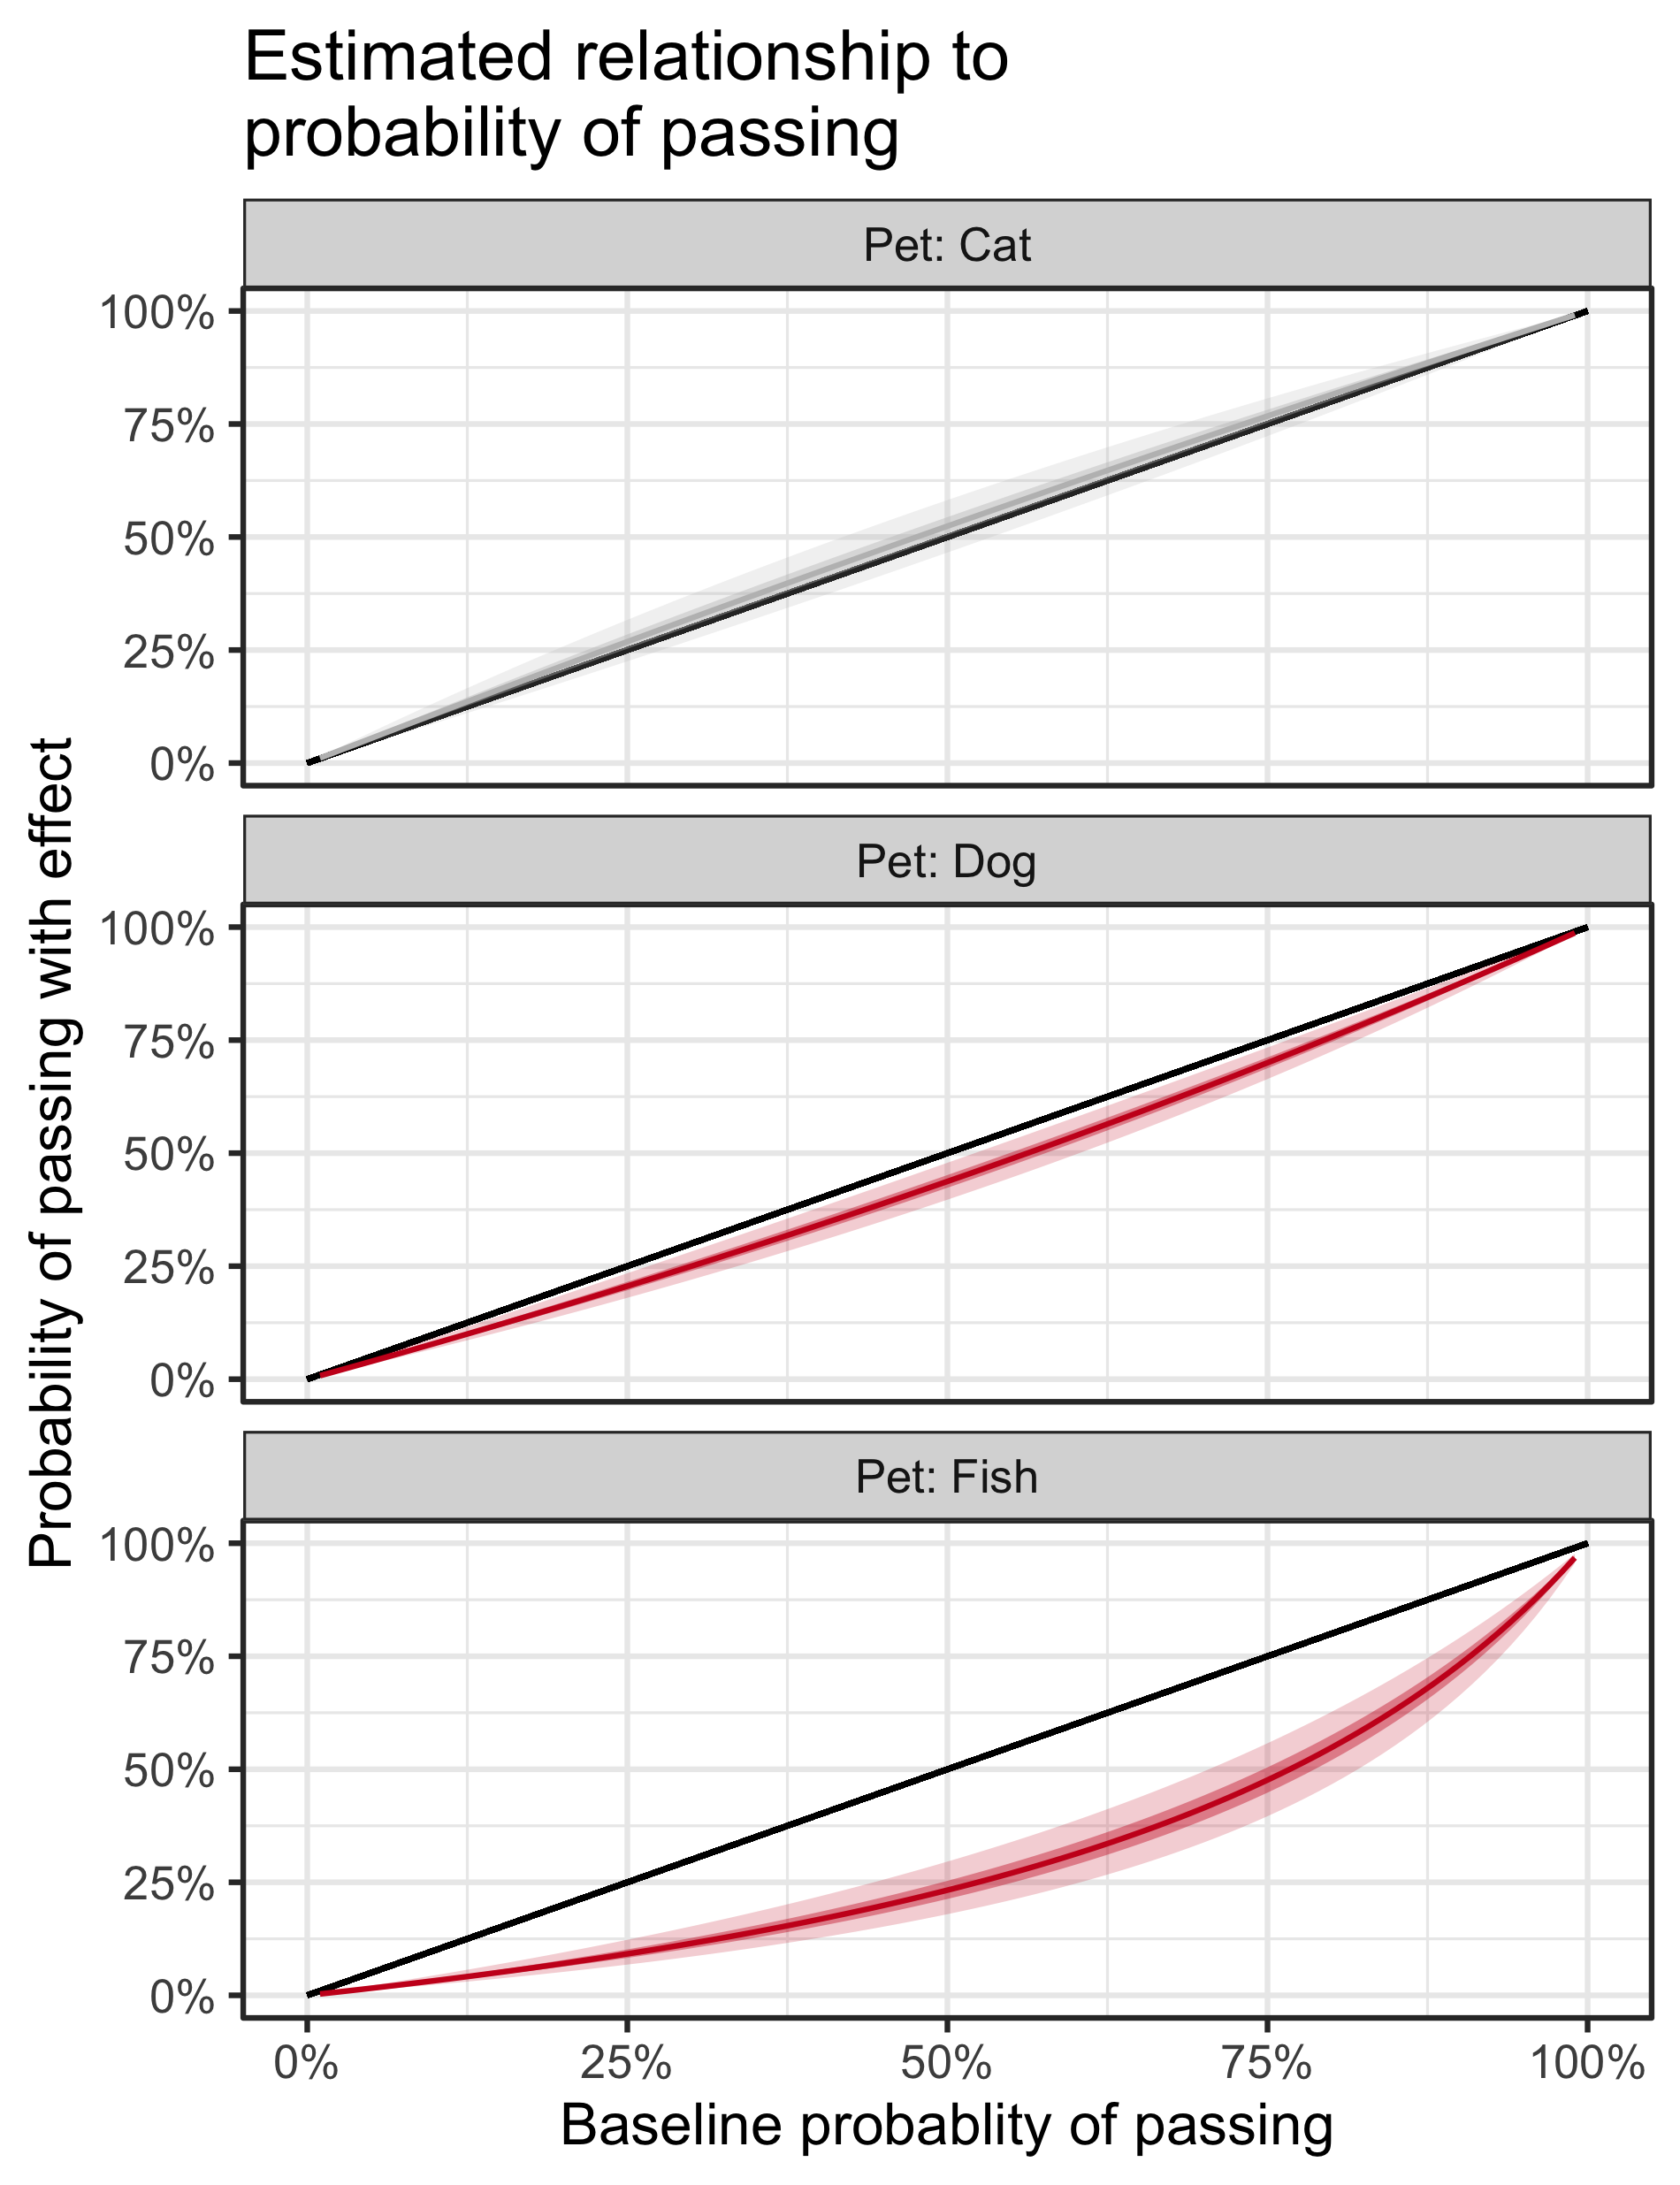 Estimated relationship to
probability of passing
Pet: Cat
100%
75%
50%
25%
0%
Pet: Dog
100%
75%
50%
25%
0%
Pet: Fish
100%
75%
50%
25%
0%
Probability of passing with effect
0% 25% 50% 75% 100%
Baseline probablity of passing